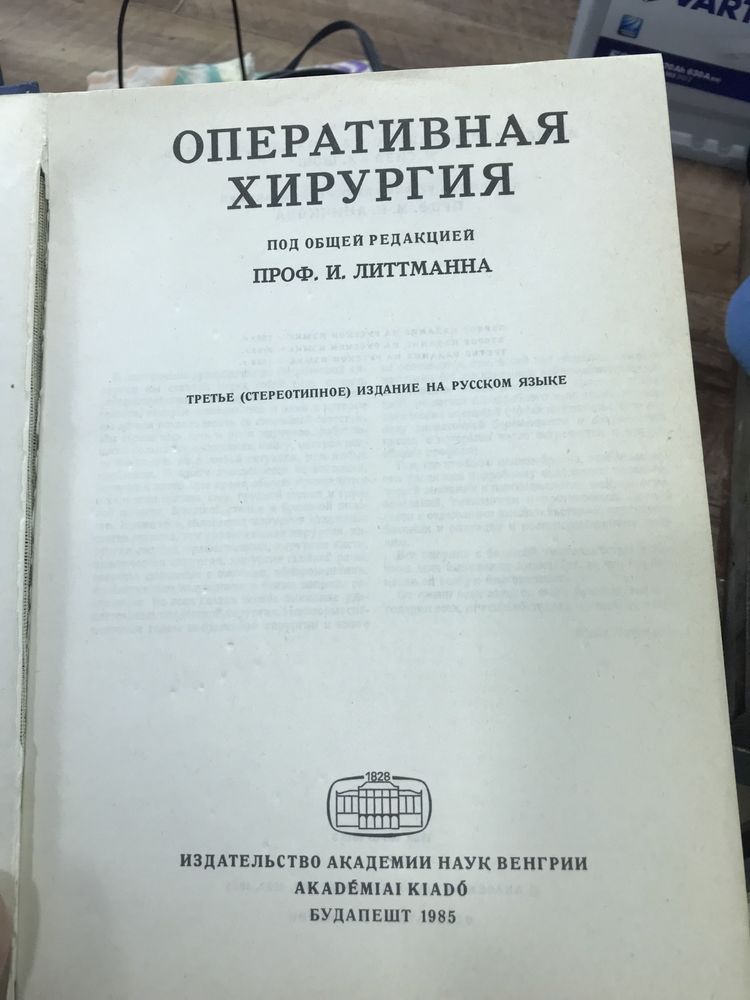 ОПЕРАТИВНАЯ
ХИРУРГИЯ
ПОД ОБЩЕЙ РЕДАКЦИЕЙ
ПРОФ. И. ЛИТТМАННА
ТРЕТЬЕ (СТЕРЕОТИПНОЕ) ИЗДАНИЕ НА РУССКОМ ЯЗЫКЕ
1828
ИЗДАТЕЛЬСТВО АКАДЕМИИ НАУК ВЕНГРИИ
AKADÉMIAI KIADÓ
БУДАПЕШТ 1985